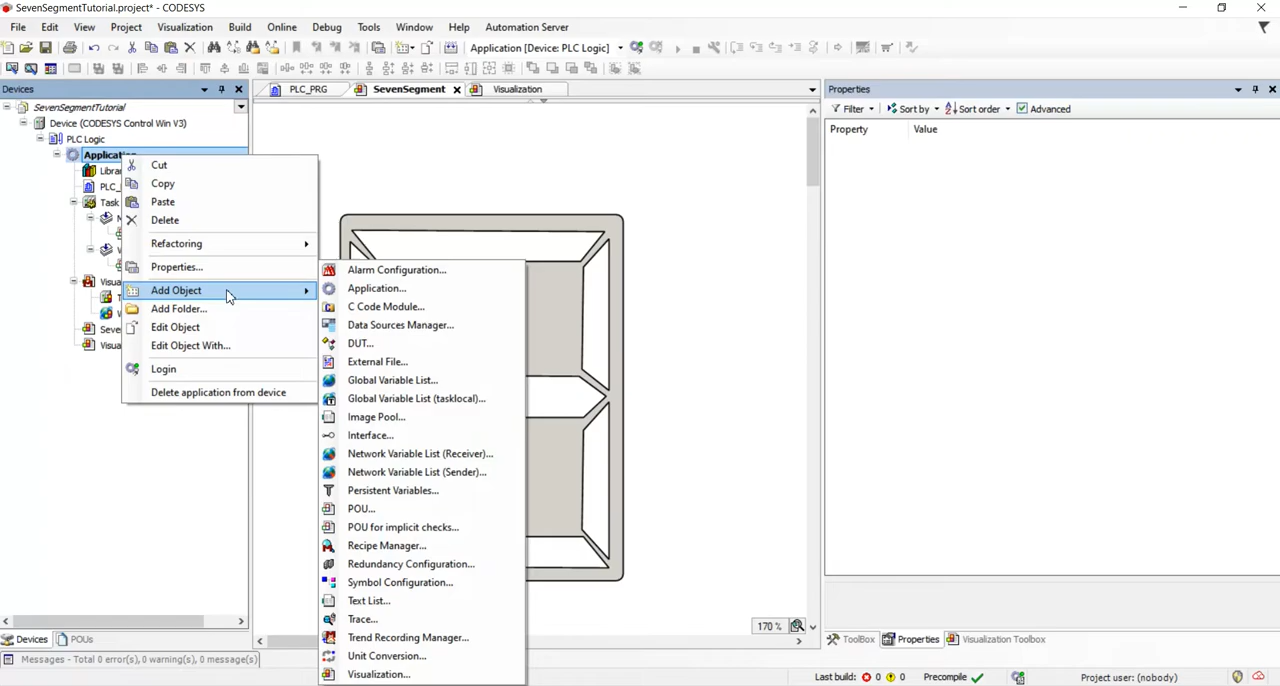 SevenSegmentTutorial.project* - CODESYS
File Edit View Project Visualization Build Online Debug Tools Window Help Automation Server
Application [Device: PLC Logic]
Devices
SevenSegmentTutorial
Device (CODESYS Control Win V3)
PLC Logic
Application
Task
PLC_PRG SevenSegment Visualization
Cut
Copy
Paste
Delete
Refactoring
Properties...
Add Object
Add Folder...
Edit Object
Edit Object With...
Login
Delete application from device
Alarm Configuration...
Application...
C Code Module...
Data Sources Manager...
DUT...
External File...
Global Variable List...
Global Variable List (tasklocal)...
Image Pool...
Interface...
Network Variable List (Receiver)...
Network Variable List (Sender)...
Persistent Variables...
POU...
POU for implicit checks...
Recipe Manager...
Redundancy Configuration...
Symbol Configuration...
Text List...
Trace...
Trend Recording Manager...
Unit Conversion...
Visualization...
170 %
Properties
Filter Sort by Sort order Advanced
Property Value
ToolBox Properties Visualization Toolbox
Devices POUs
Messages - Total 0 error(s), 0 warning(s), 0 message(s)
Last build: 0 0 Precompile Project user: (nobody)